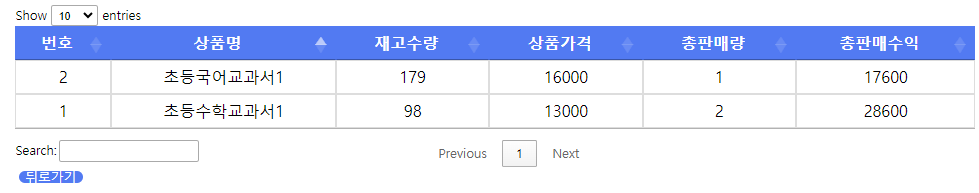 Show 10 entries
번호 상품명 재고수량 상품가격 총판매량 총판매수익
2 초등국어교과서1 179 16000 1 17600
1 초등수학교과서1 98 13000 2 28600
Search: Previous 1 Next
뒤로가기